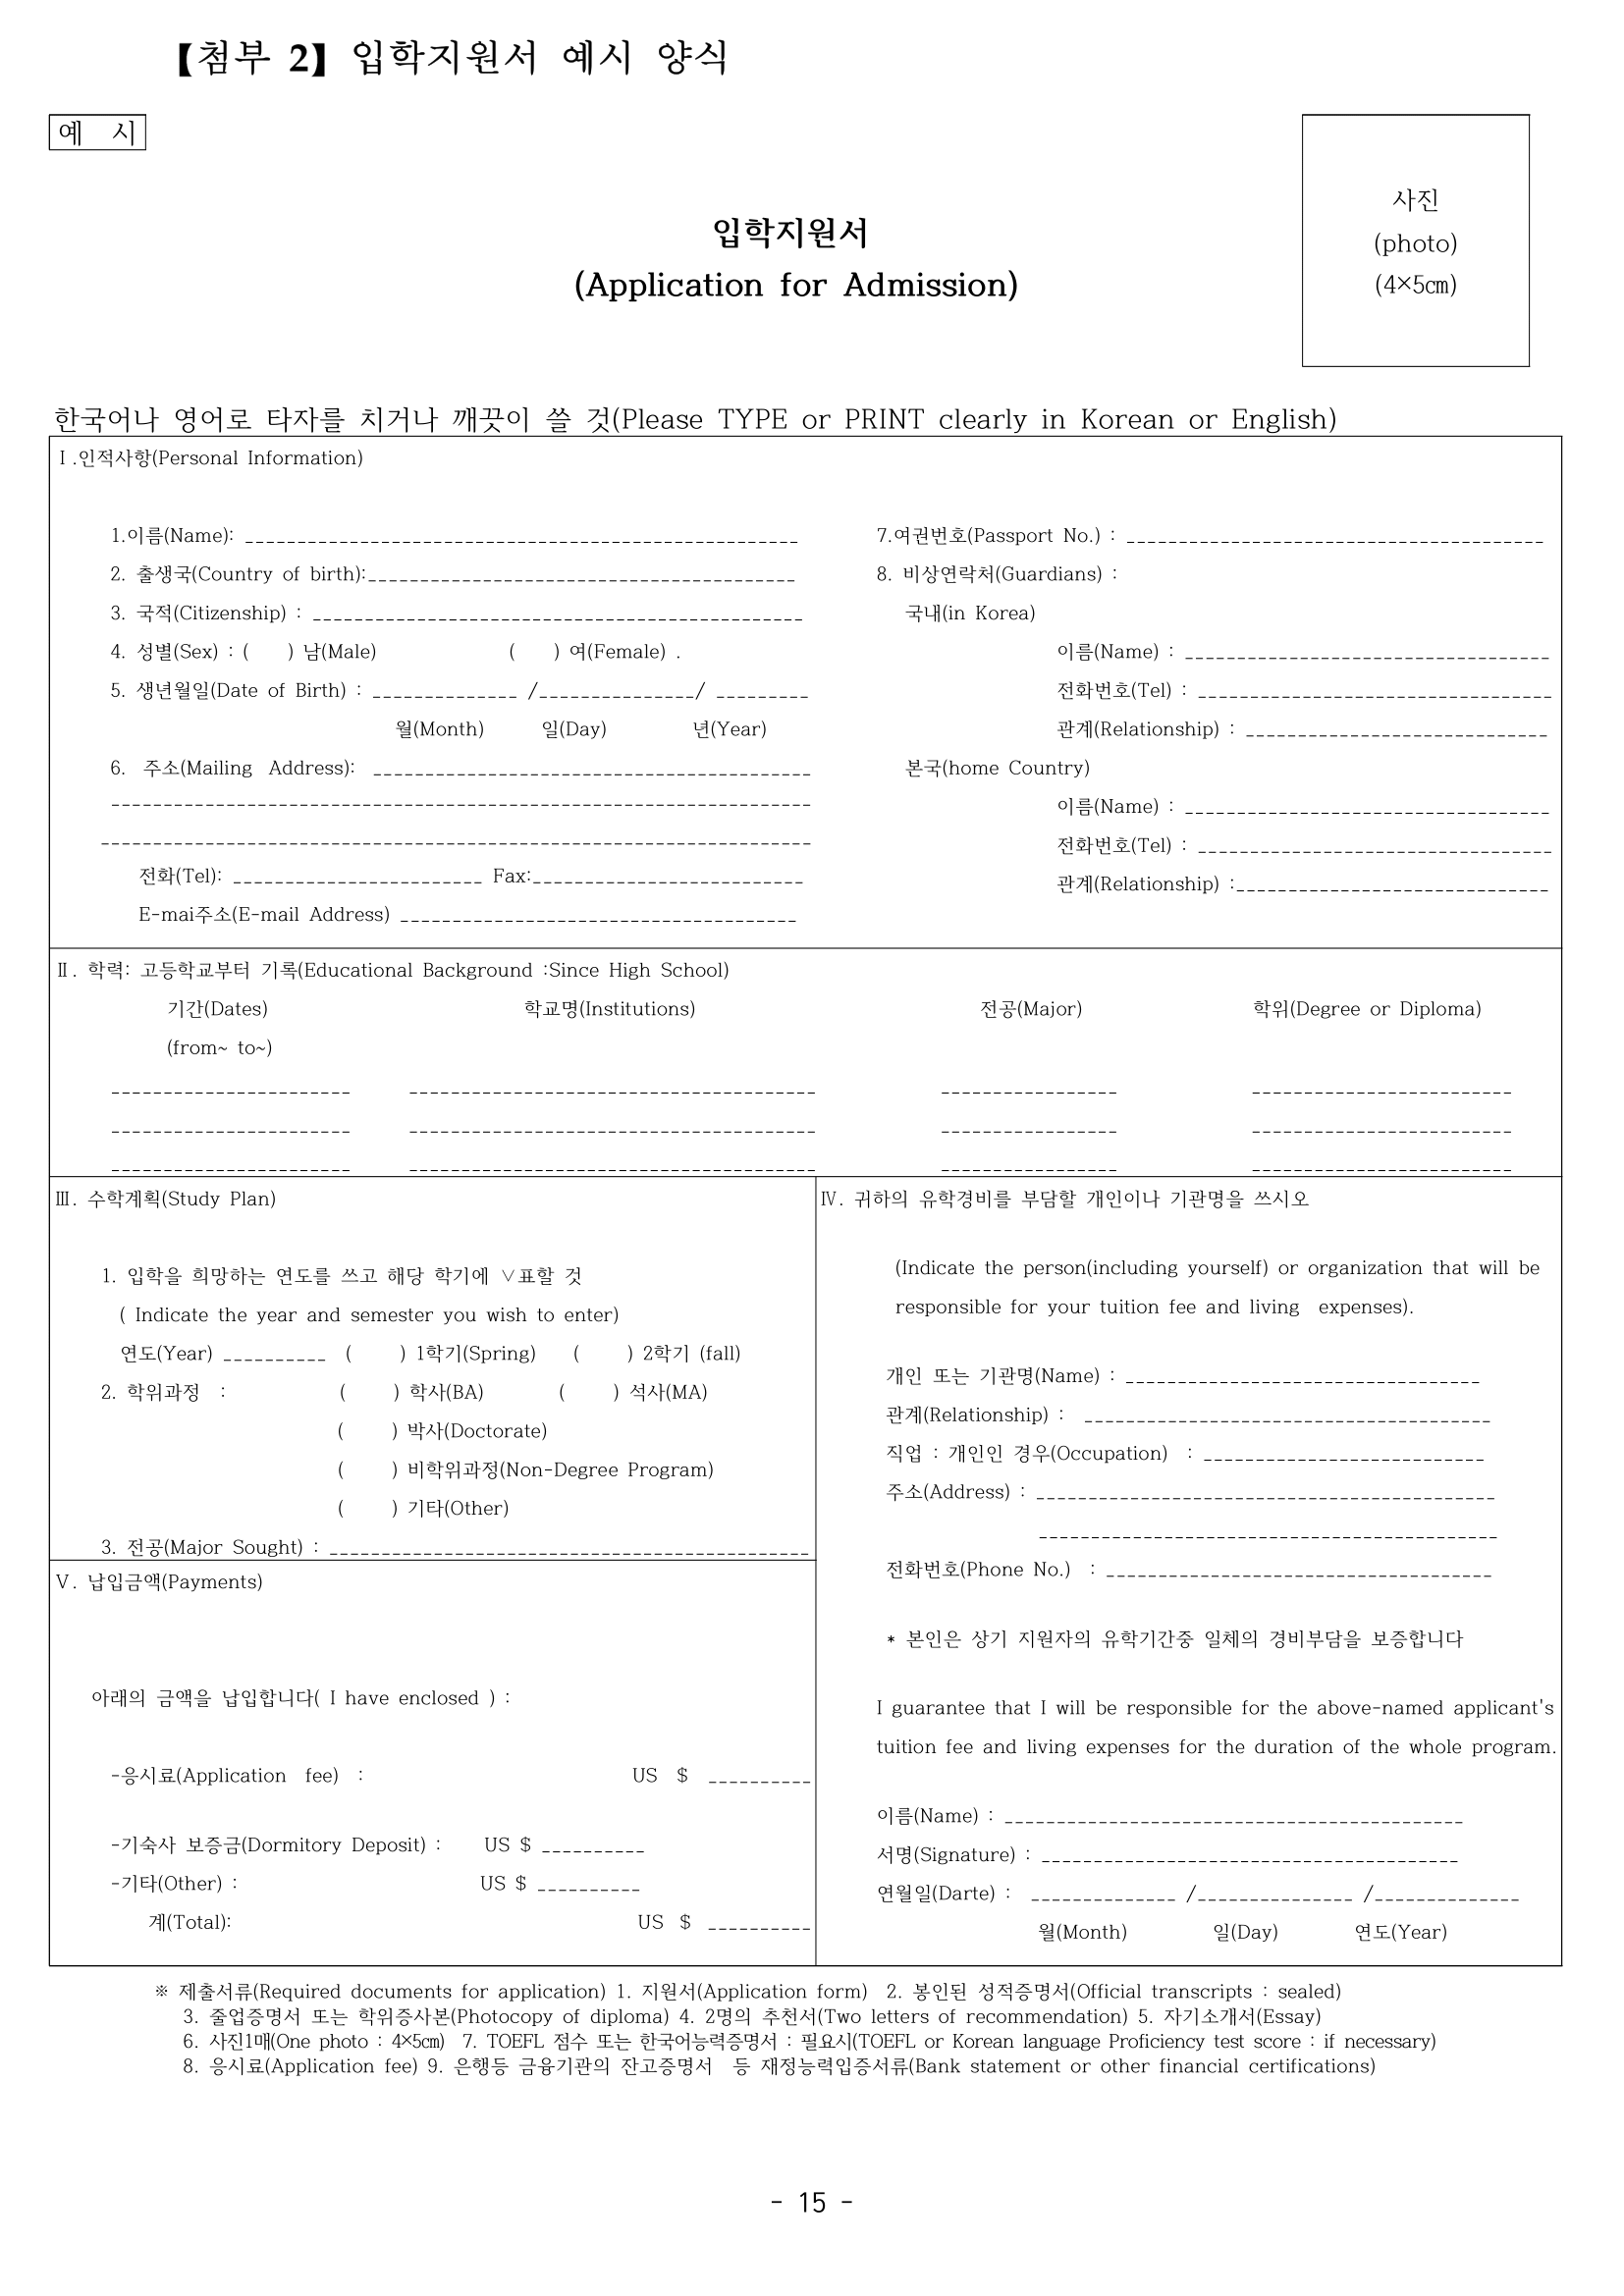 【첨부 2】 입학지원서 예시 양식
예 시
사진
(photo)
(4×5㎝)
입학지원서
(Application for Admission)
한국어나 영어로 타자를 치거나 깨끗이 쓸 것(Please TYPE or PRINT clearly in Korean or English)
Ⅰ.인적사항(Personal Information)
1.이름(Name): ____________________
2. 출생국(Country of birth):____________________
3. 국적(Citizenship) : ____________________
4. 성별(Sex) : ( ) 남(Male) ( ) 여(Female) .
5. 생년월일(Date of Birth) : __________ /__________/ __________
월(Month) 일(Day) 년(Year)
6. 주소(Mailing Address): ____________________
전화(Tel): __________ Fax:__________
E-mai주소(E-mail Address) ____________________
7.여권번호(Passport No.) : ____________________
8. 비상연락처(Guardians) :
국내(in Korea)
이름(Name) : ____________________
전화번호(Tel) : ____________________
관계(Relationship) : ____________________
본국(home Country)
이름(Name) : ____________________
전화번호(Tel) : ____________________
관계(Relationship) :____________________
Ⅱ. 학력: 고등학교부터 기록(Educational Background :Since High School)
기간(Dates) 학교명(Institutions) 전공(Major) 학위(Degree or Diploma)
(from~ to~)
Ⅲ. 수학계획(Study Plan)
1. 입학을 희망하는 연도를 쓰고 해당 학기에 ∨표할 것
( Indicate the year and semester you wish to enter)
연도(Year) __________ ( ) 1학기(Spring) ( ) 2학기 (fall)
2. 학위과정 : ( ) 학사(BA) ( ) 석사(MA)
( ) 박사(Doctorate)
( ) 비학위과정(Non-Degree Program)
( ) 기타(Other)
3. 전공(Major Sought) : ____________________
Ⅳ. 귀하의 유학경비를 부담할 개인이나 기관명을 쓰시오
(Indicate the person(including yourself) or organization that will be
responsible for your tuition fee and living expenses).
개인 또는 기관명(Name) : ____________________
관계(Relationship) : ____________________
직업 : 개인인 경우(Occupation) : ____________________
주소(Address) : ____________________
전화번호(Phone No.) : ____________________
* 본인은 상기 지원자의 유학기간중 일체의 경비부담을 보증합니다
I guarantee that I will be responsible for the above-named applicant's
tuition fee and living expenses for the duration of the whole program.
이름(Name) : ____________________
서명(Signature) : ____________________
연월일(Darte) : __________ /__________ /__________
월(Month) 일(Day) 연도(Year)
Ⅴ. 납입금액(Payments)
아래의 금액을 납입합니다( I have enclosed ) :
-응시료(Application fee) : US $ __________
-기숙사 보증금(Dormitory Deposit) : US $ __________
-기타(Other) : US $ __________
계(Total): US $ __________
※ 제출서류(Required documents for application) 1. 지원서(Application form) 2. 봉인된 성적증명서(Official transcripts : sealed)
3. 줄업증명서 또는 학위증사본(Photocopy of diploma) 4. 2명의 추천서(Two letters of recommendation) 5. 자기소개서(Essay)
6. 사진1매(One photo : 4×5㎝) 7. TOEFL 점수 또는 한국어능력증명서 : 필요시(TOEFL or Korean language Proficiency test score : if necessary)
8. 응시료(Application fee) 9. 은행등 금융기관의 잔고증명서 등 재정능력입증서류(Bank statement or other financial certifications)
- 15 -